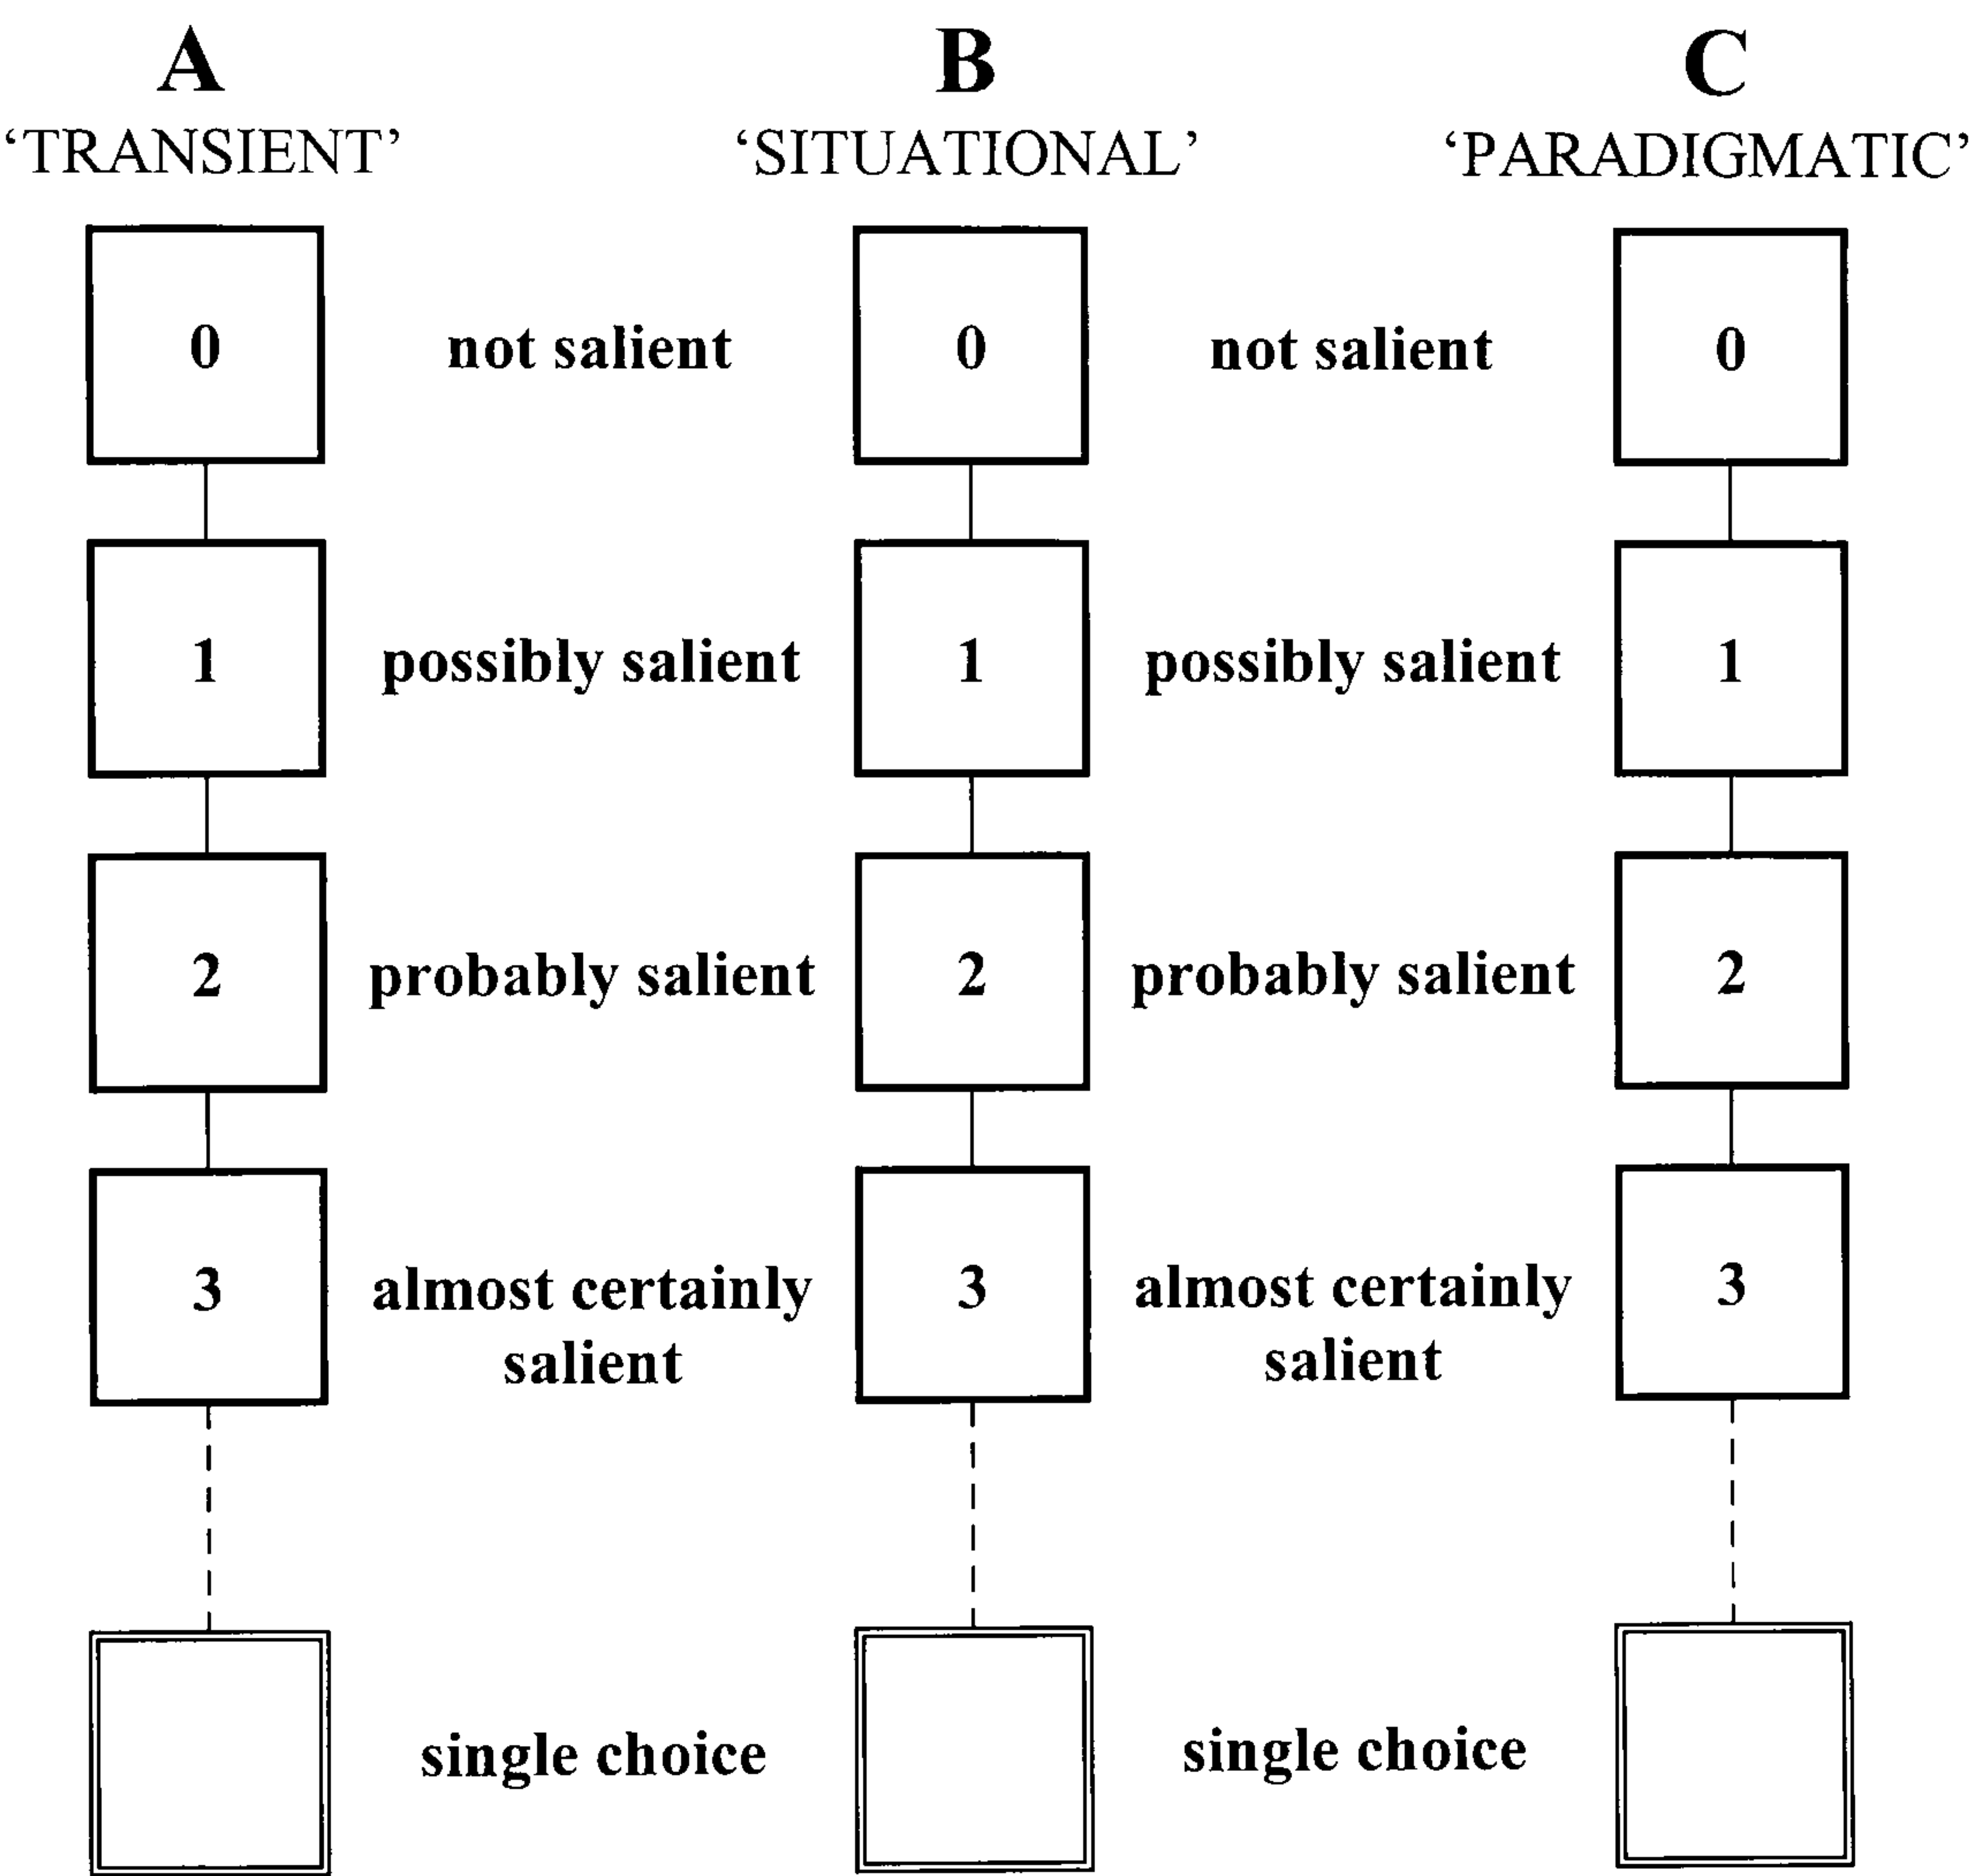 A B C
‘TRANSIENT’ ‘SITUATIONAL’ ‘PARADIGMATIC’
0 not salient 0 not salient 0
1 possibly salient 1 possibly salient 1
2 probably salient 2 probably salient 2
3 almost certainly 3 almost certainly 3
salient salient
single choice single choice